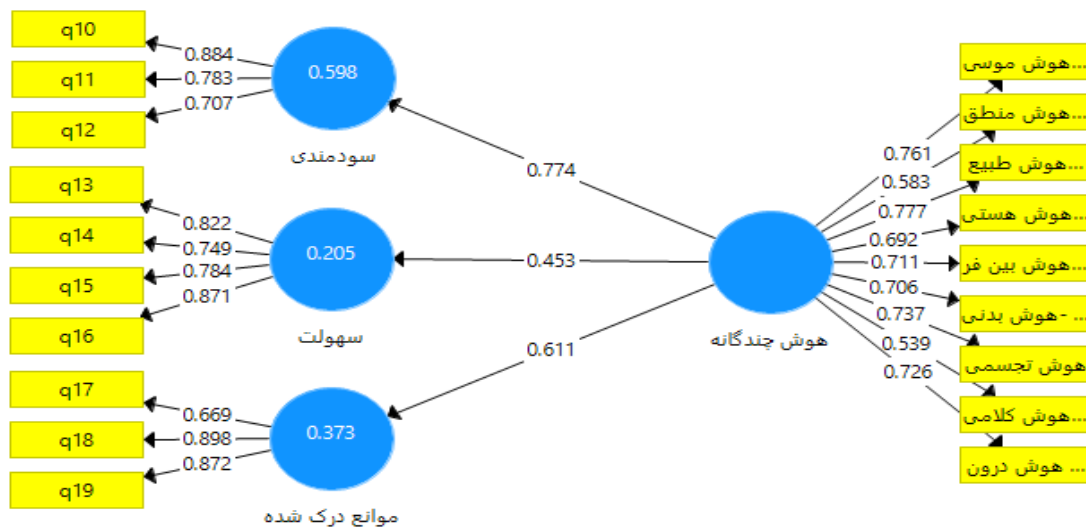 q10
q11
q12
q13
q14
q15
q16
q17
q18
q19
0.884
0.783
0.707
0.822
0.749
0.784
0.871
0.669
0.898
0.872
0.598
سودمندی
0.205
سهولت
0.373
موانع درک شده
0.774
0.453
0.611
هوش چندگانه
0.761
0.583
0.777
0.692
0.711
0.706
0.737
0.539
0.726
هوش موسی ...
هوش منطق ...
هوش طبیع...
هوش هستی ...
هوش بین فر...
هوش بدنی- ...
هوش تجسمی
هوش کلامی ...
هوش درون ...